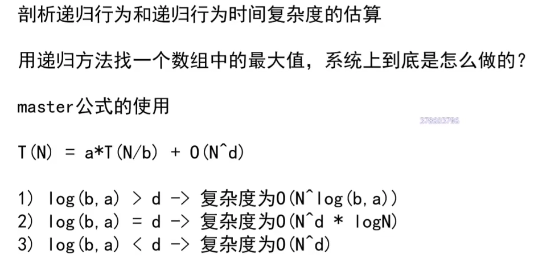 剖析递归行为和递归行为时间复杂度的估算
用递归方法找一个数组中的最大值，系统上到底是怎么做的？
master公式的使用
T(N) = a*T(N/b) + O(N^d)
1) log(b,a) > d -> 复杂度为O(N^log(b,a))
2) log(b,a) = d -> 复杂度为O(N^d * logN)
3) log(b,a) < d -> 复杂度为O(N^d)